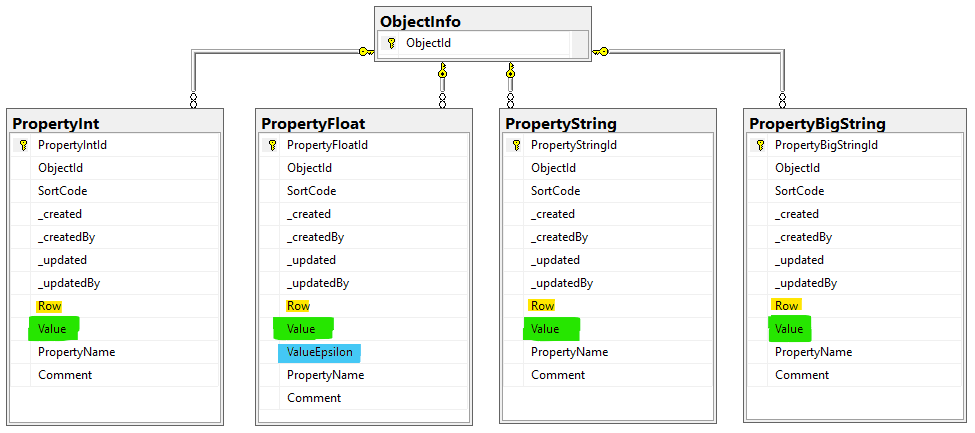 ObjectInfo
ObjectId
PropertyInt
PropertyIntId
ObjectId
SortCode
_created
_createdBy
_updated
_updatedBy
Row
Value
PropertyName
Comment
PropertyFloat
PropertyFloatId
ObjectId
SortCode
_created
_createdBy
_updated
_updatedBy
Row
Value
ValueEpsilon
PropertyName
Comment
PropertyString
PropertyStringId
ObjectId
SortCode
_created
_createdBy
_updated
_updatedBy
Row
Value
PropertyName
Comment
PropertyBigString
PropertyBigStringId
ObjectId
SortCode
_created
_createdBy
_updated
_updatedBy
Row
Value
PropertyName
Comment